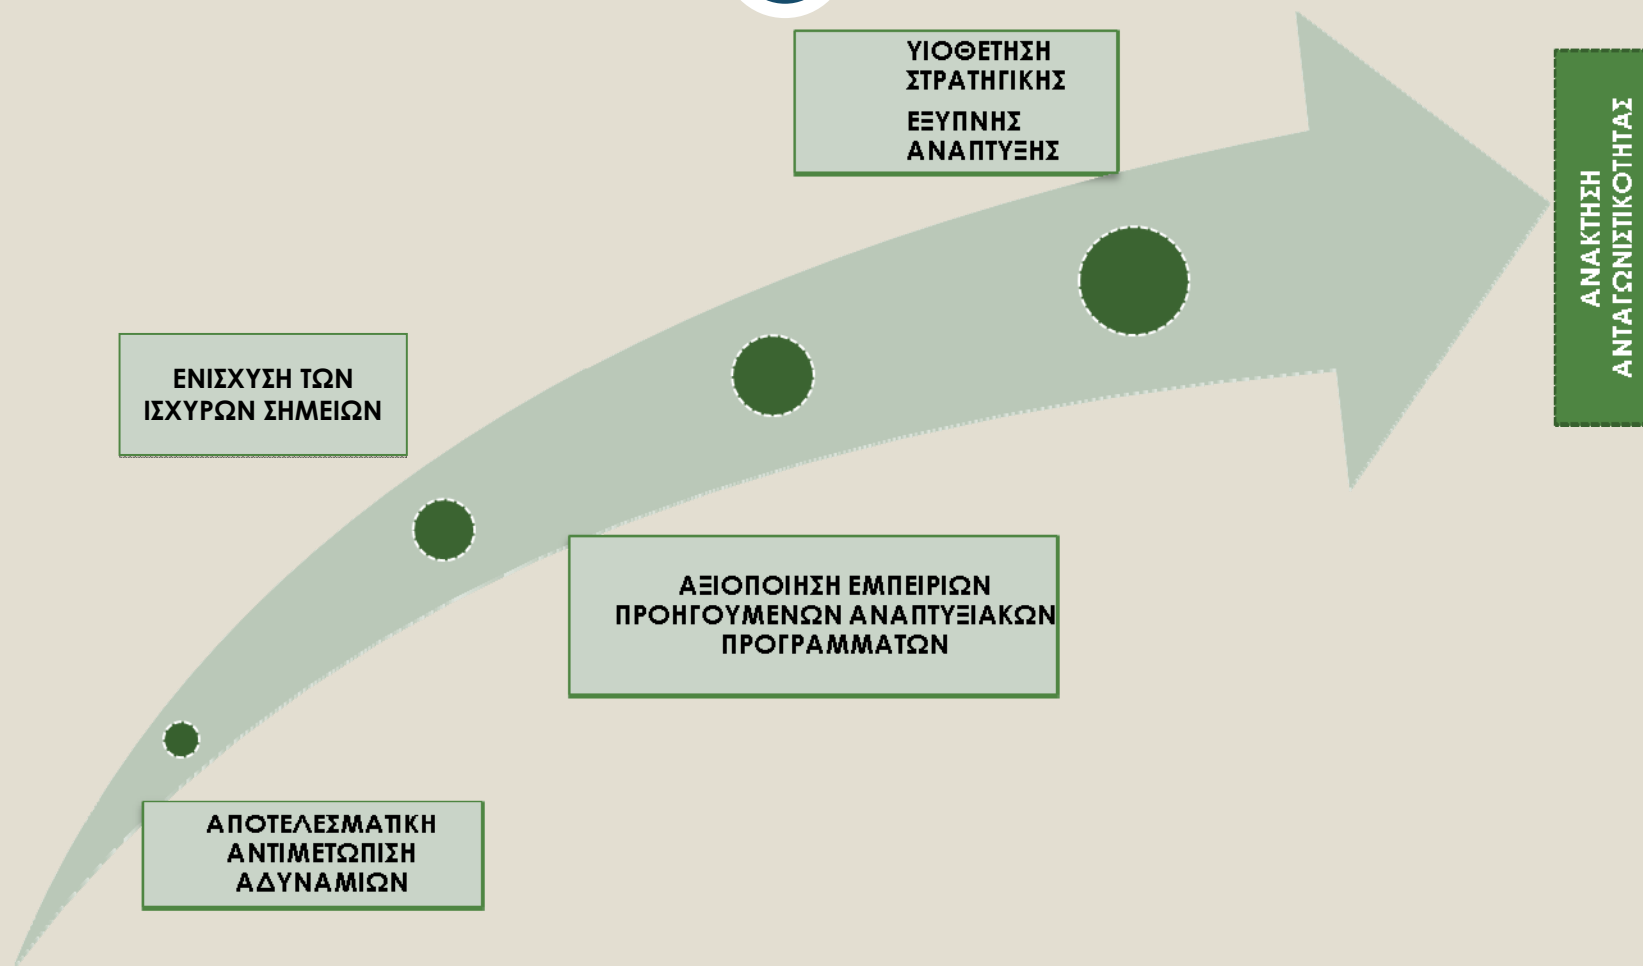 ΥΙΟΘΕΤΗΣΗ
ΣΤΡΑΤΗΓΙΚΗΣ
ΕΞΥΠΝΗΣ
ΑΝΑΠΤΥΞΗΣ
ΑΝΑΚΤΗΣΗ
ΑΝΤΑΓΩΝΙΣΤΙΚΟΤΗΤΑΣ
ΕΝΙΣΧΥΣΗ ΤΩΝ
ΙΣΧΥΡΩΝ ΣΗΜΕΙΩΝ
ΑΞΙΟΠΟΙΗΣΗ ΕΜΠΕΙΡΙΩΝ
ΠΡΟΗΓΟΥΜΕΝΩΝ ΑΝΑΠΤΥΞΙΑΚΩΝ
ΠΡΟΓΡΑΜΜΑΤΩΝ
ΑΠΟΤΕΛΕΣΜΑΤΙΚΗ
ΑΝΤΙΜΕΤΩΠΙΣΗ
ΑΔΥΝΑΜΙΩΝ